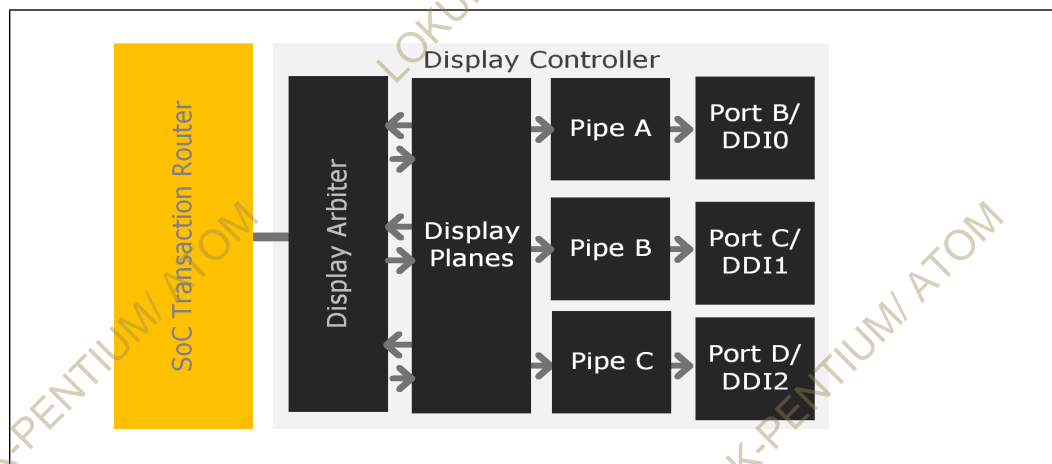 Display Controller
SoC Transaction Router
Display Arbiter
Display
Planes
Pipe A
Port B/
DDI0
Pipe B
Port C/
DDI1
Pipe C
Port D/
DDI2
LOKU
PENTIUM/ ATOM
K-PENTIUM/ ATOM